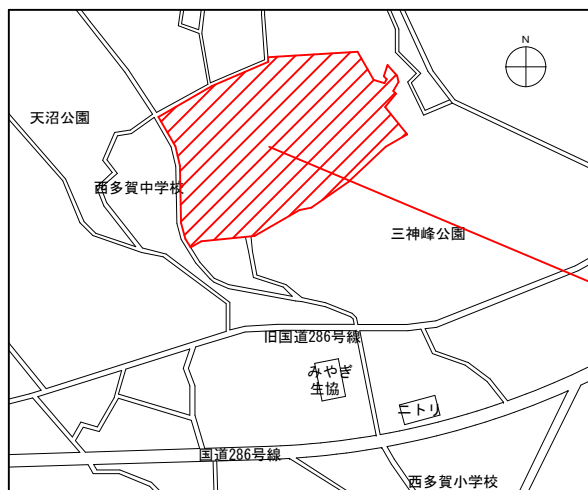 N
天沼公園
西多賀中学校
三神峰公園
旧国道286号線
みやぎ
生協
ニトリ
国道286号線
西多賀小学校